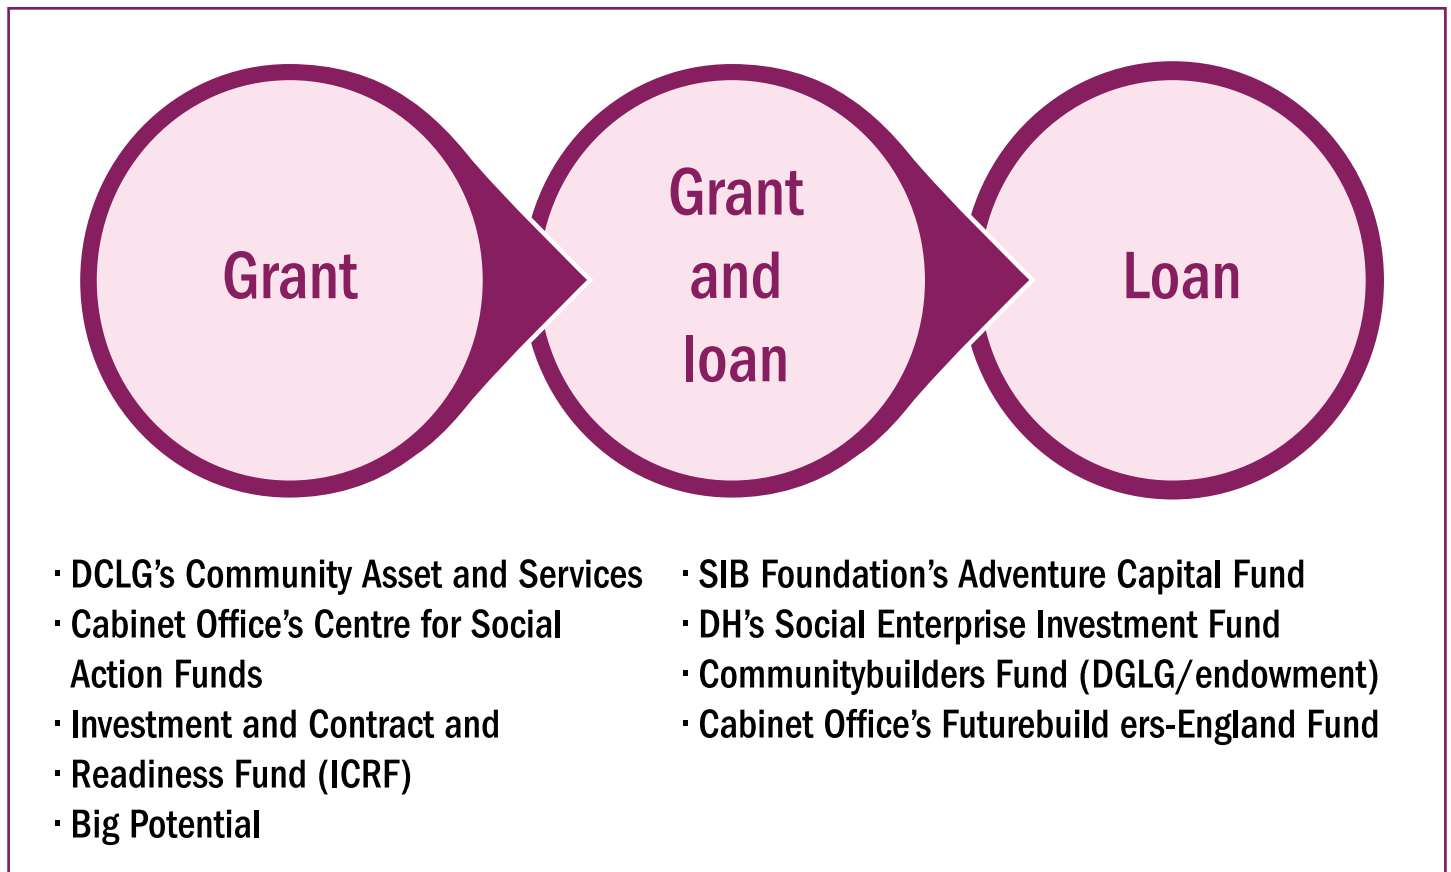 Grant
Grant
and
loan
Loan
· DCLG's Community Asset and Services
· Cabinet Office's Centre for Social
Action Funds
· Investment and Contract and
· Readiness Fund (ICRF)
· Big Potential
· SIB Foundation's Adventure Capital Fund
· DH's Social Enterprise Investment Fund
· Communitybuilders Fund (DGLG/endowment)
· Cabinet Office's Futurebuild ers-England Fund